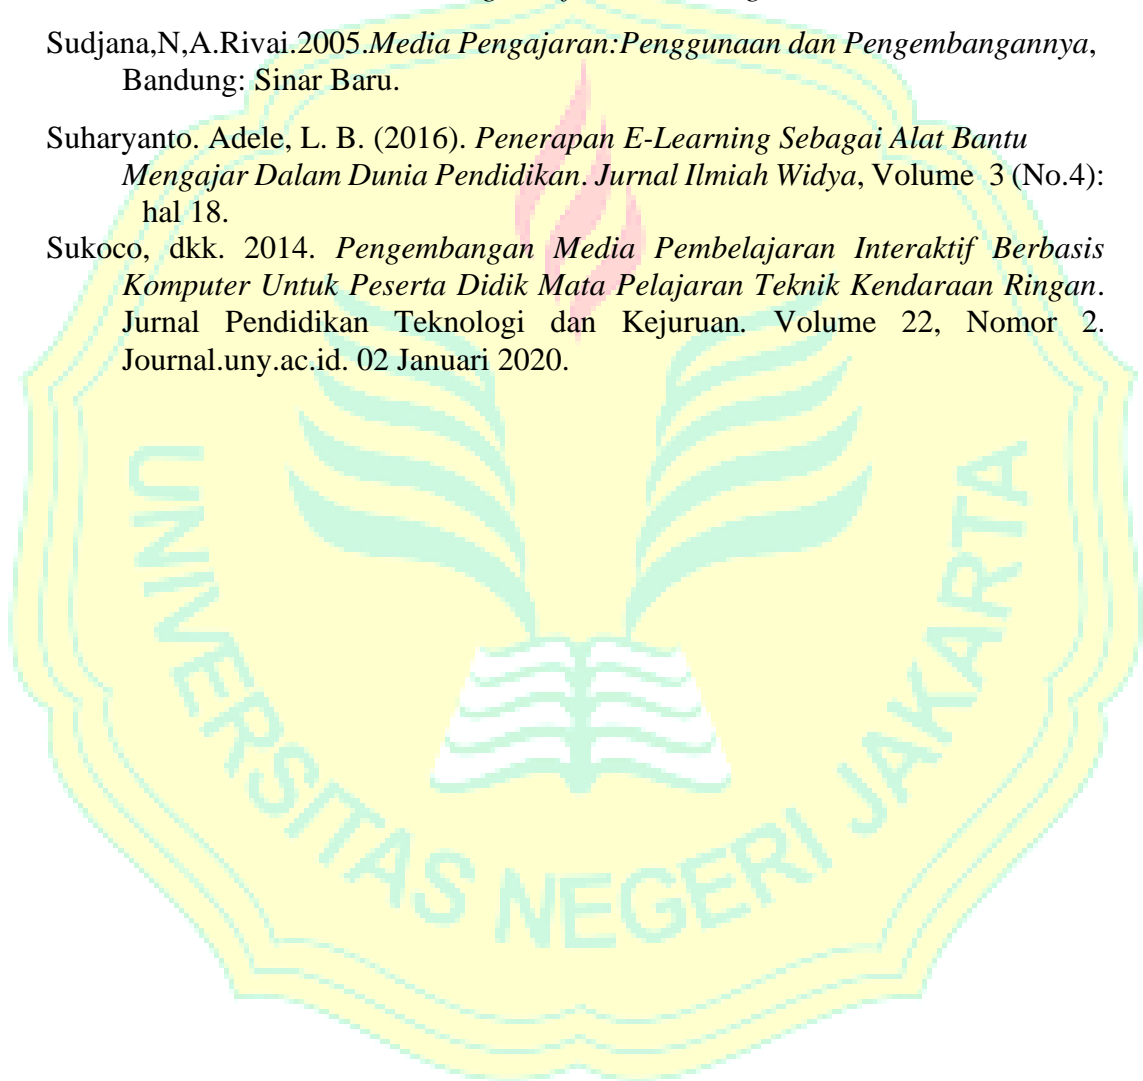 Sudjana,N,A.Rivai.2005.Media Pengajaran:Penggunaan dan Pengembangannya,
Bandung: Sinar Baru.
Suharyanto. Adele, L. B. (2016). Penerapan E-Learning Sebagai Alat Bantu
Mengajar Dalam Dunia Pendidikan. Jurnal Ilmiah Widya, Volume 3 (No.4):
hal 18.
Sukoco, dkk. 2014. Pengembangan Media Pembelajaran Interaktif Berbasis
Komputer Untuk Peserta Didik Mata Pelajaran Teknik Kendaraan Ringan.
Jurnal Pendidikan Teknologi dan Kejuruan. Volume 22, Nomor 2.
Journal.uny.ac.id. 02 Januari 2020.
UNIVERSITAS NEGERI JAKARTA